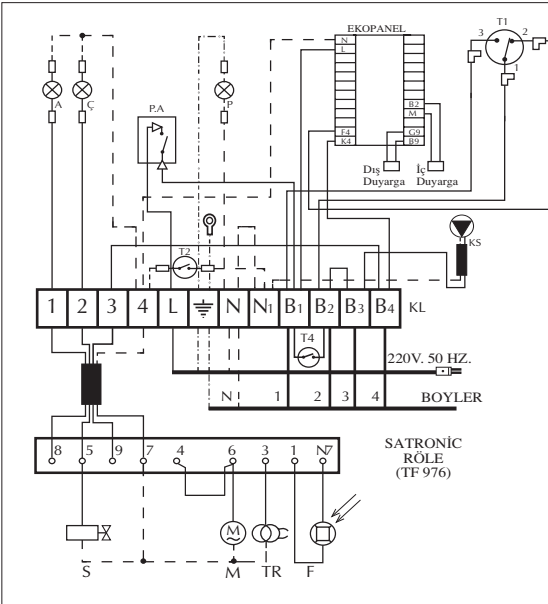 EKOPANEL
T1
N
L
3
2
1
A
Ç
P.A
P
B2
M
F4
K4
G9
B9
Dış Duyarga
İç Duyarga
T2
KS
1 2 3 4 L N N1 B1 B2 B3 B4 KL
T4
220V. 50 HZ.
N 1 2 3 4 BOYLER
8 5 9 7 4 6 3 1 N7
SATRONİC
RÖLE
(TF 976)
M
S M TR F